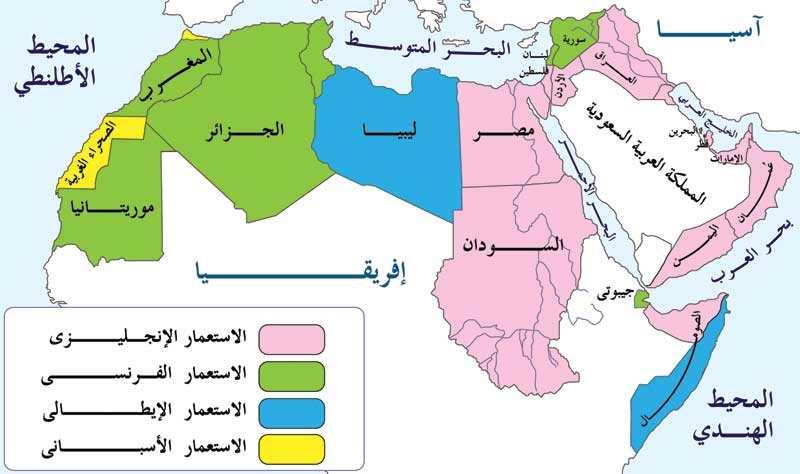 المحيط
الأطلنطي
البحر المتوسط
آسيا
سورية
لبنان
فلسطين
الأردن
العراق
الخليج العربى
البحرين
قطر
الإمارات
عمان
المملكة العربية السعودية
اليمن
بحر العرب
البحر الأحمر
المغرب
الجزائر
ليبيا
مصر
الصحراء الغربية
موريتانيا
السودان
إفريقيا
جيبوتى
الصومال
المحيط
الهندي
الاستعمار الإنجليزى
الاستعمار الفرنسى
الاستعمار الإيطالى
الاستعمار الأسبانى